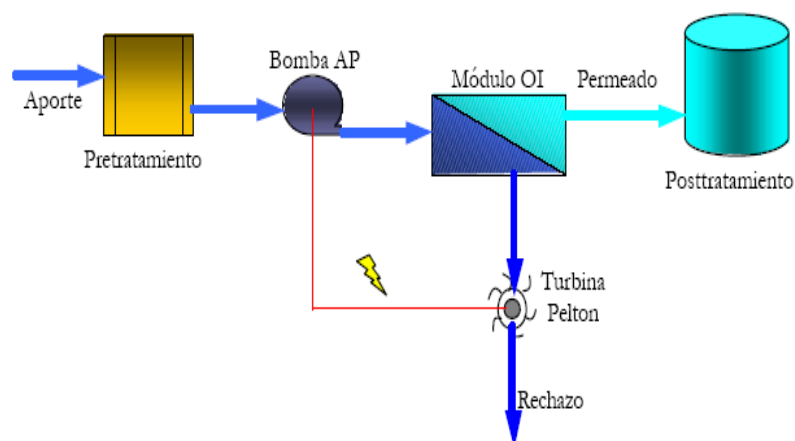 Aporte
Pretratamiento
Bomba AP
Módulo OI
Permeado
Posttratamiento
Turbina
Pelton
Rechazo